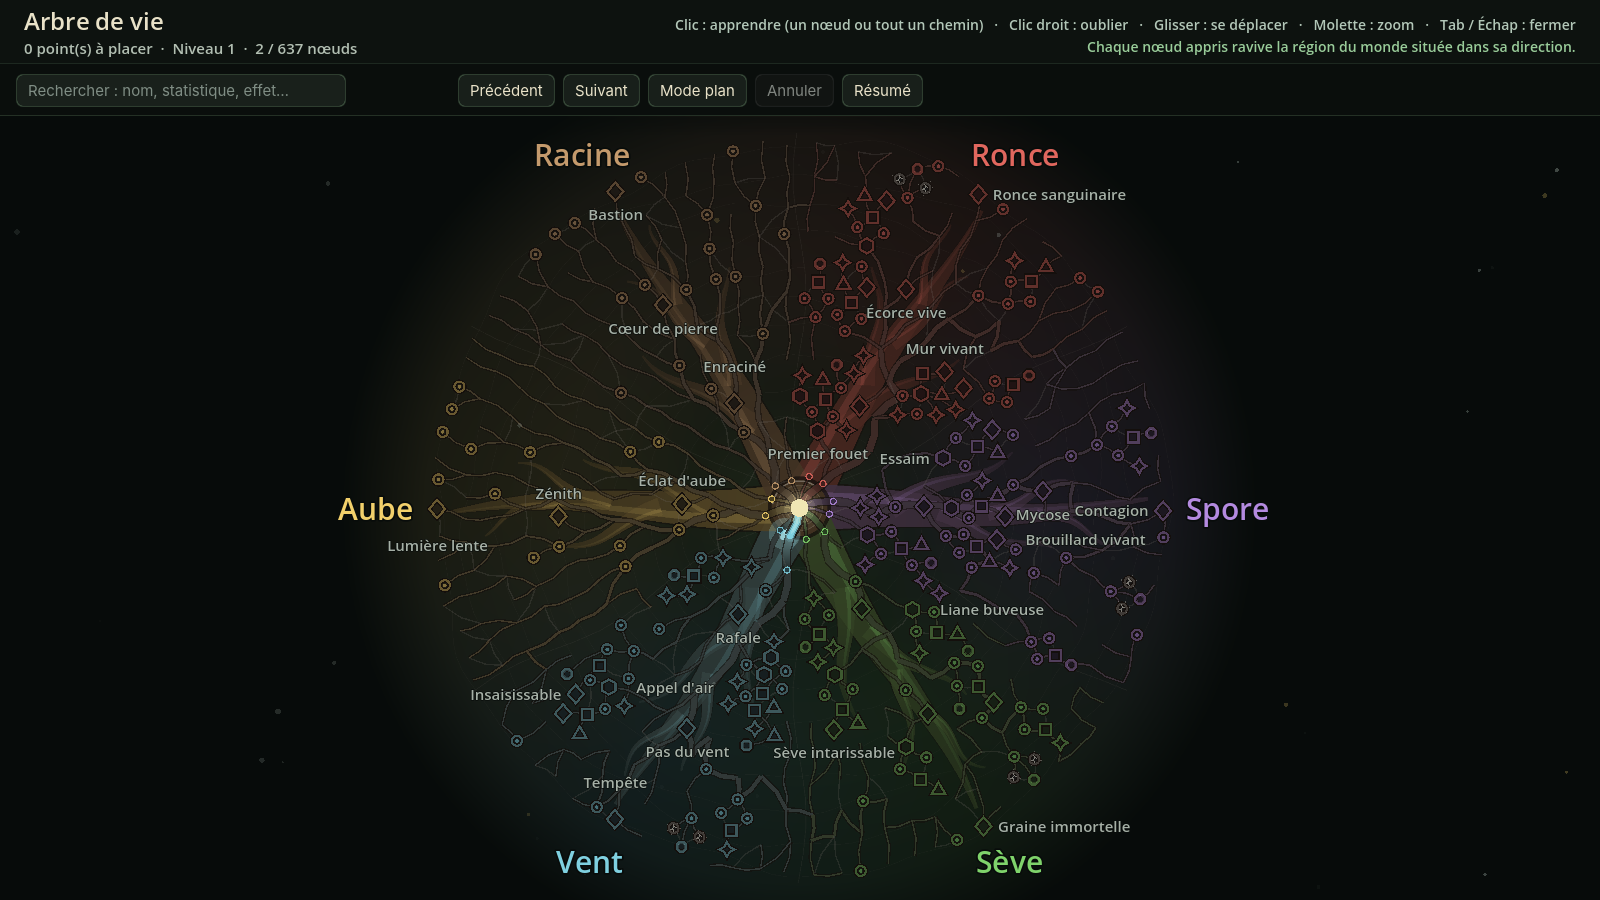 Arbre de vie
0 point(s) à placer · Niveau 1 · 2 / 637 nœuds
Clic : apprendre (un nœud ou tout un chemin) · Clic droit : oublier · Glisser : se déplacer · Molette : zoom · Tab / Échap : fermer
Chaque nœud appris ravive la région du monde située dans sa direction.
Rechercher : nom, statistique, effet...
Précédent
Suivant
Mode plan
Annuler
Résumé
Racine
Ronce
Ronce sanguinaire
Bastion
Écorce vive
Cœur de pierre
Mur vivant
Enraciné
Premier fouet
Essaim
Éclat d'aube
Zénith
Aube
Spore
Mycose
Contagion
Lumière lente
Brouillard vivant
Liane buveuse
Rafale
Appel d'air
Insaisissable
Pas du vent
Sève intarissable
Tempête
Graine immortelle
Vent
Sève